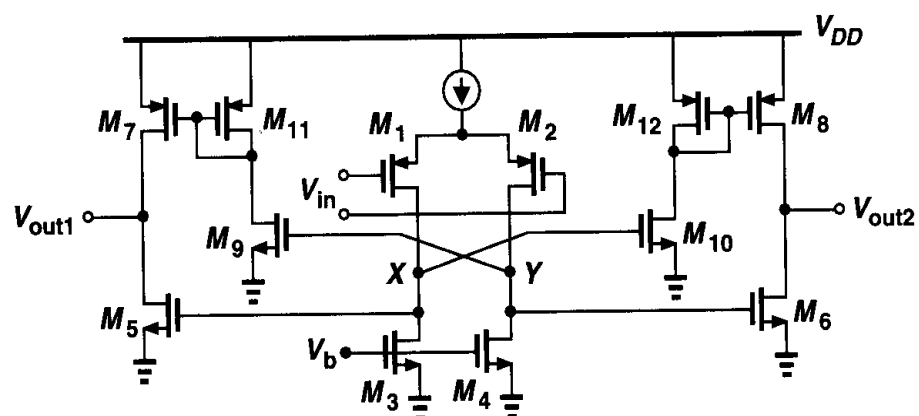 V_DD
M_7
M_11
M_1
M_2
M_12
M_8
V_in
V_out1
M_9
M_10
V_out2
X
Y
M_5
M_6
V_b
M_3
M_4